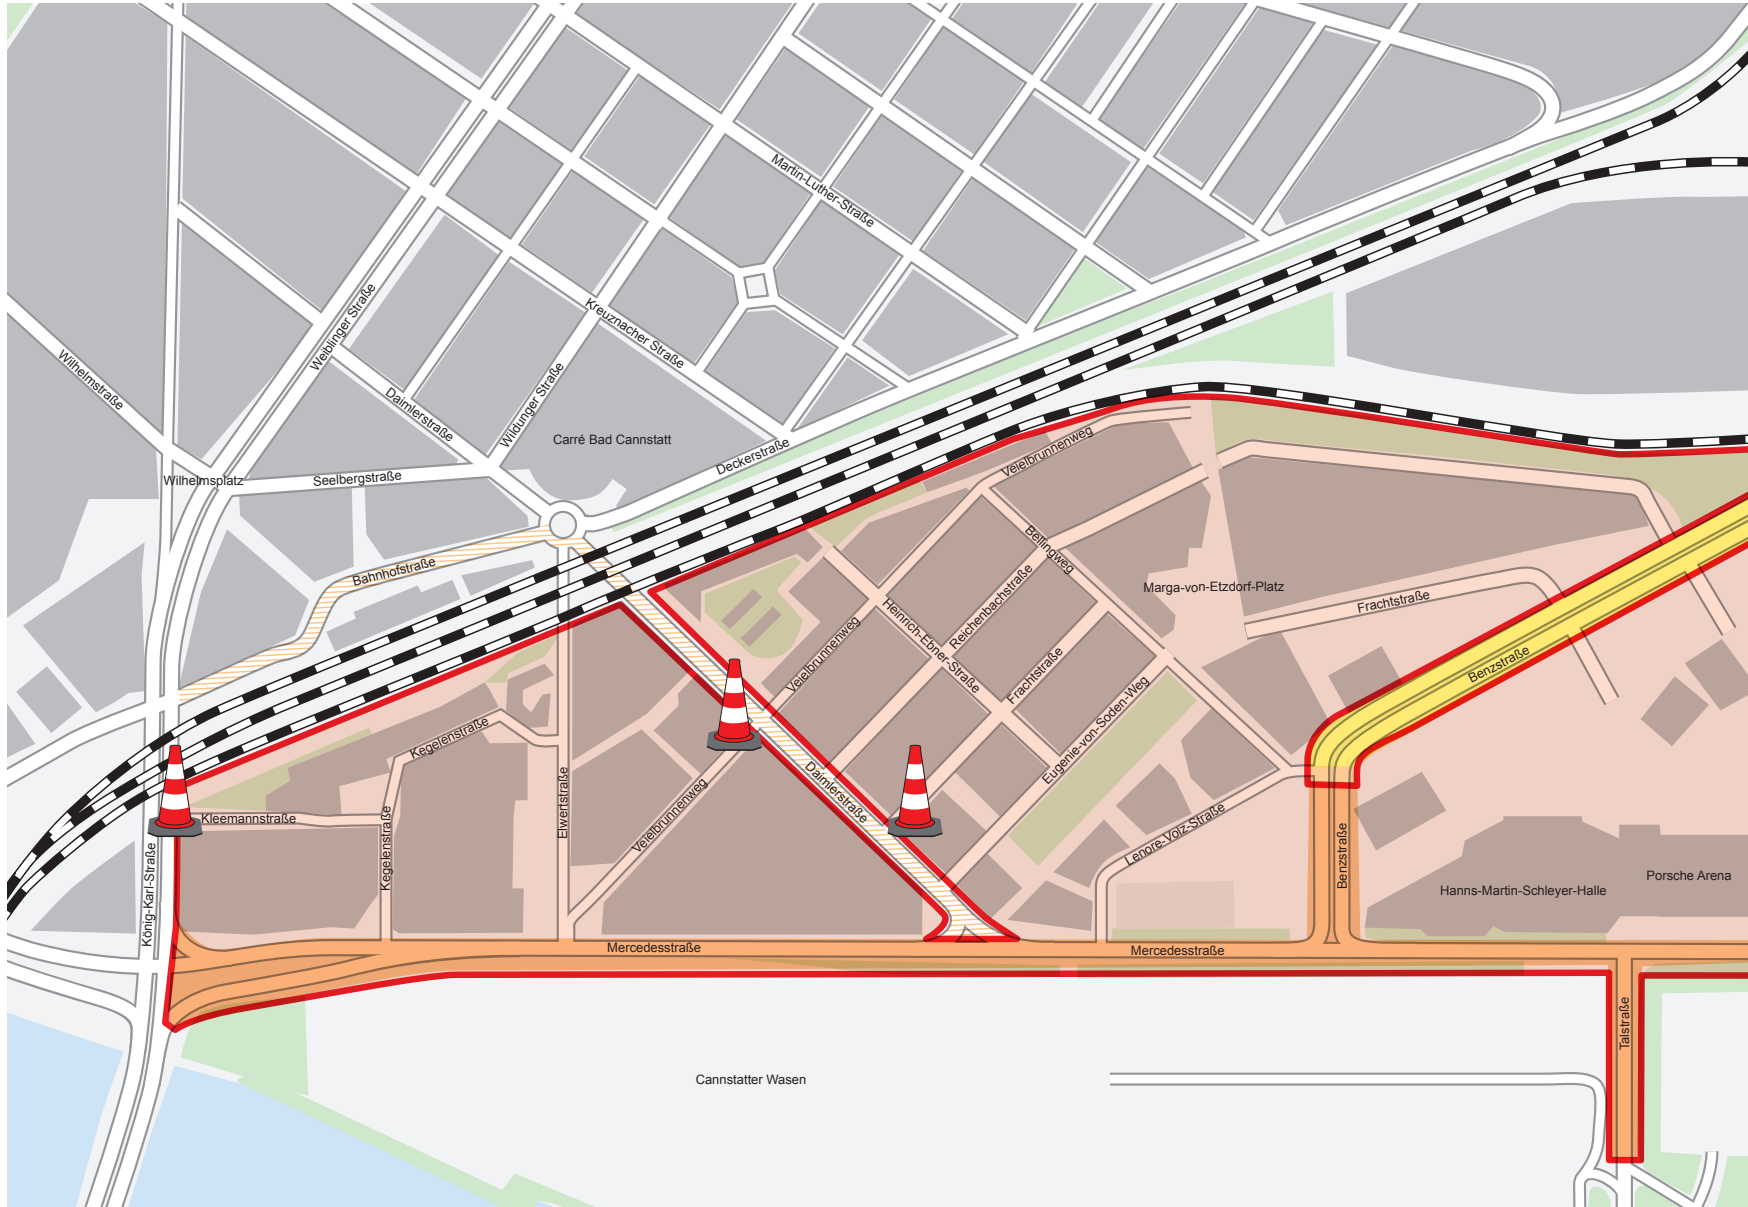 Martin-Luther-Straße
Waiblinger Straße
Kreuznacher Straße
Wilhelmstraße
Daimlerstraße
Wildunger Straße
Carré Bad Cannstatt
Deckerstraße
Veielbrunnenweg
Wilhelmsplatz
Seelbergstraße
Bahnhofstraße
Bellingweg
Marga-von-Etzdorf-Platz
Reichenbachstraße
Frachtstraße
Heinrich-Ebner-Straße
Veielbrunnenweg
Frachtstraße
Benzstraße
Eugenie-von-Soden-Weg
Kegelenstraße
Daimlerstraße
Elwertstraße
Kleemannstraße
Veielbrunnenweg
Kegelenstraße
Lenore-Volz-Straße
Benzstraße
Hanns-Martin-Schleyer-Halle
Porsche Arena
König-Karl-Straße
Mercedesstraße
Mercedesstraße
Talstraße
Cannstatter Wasen